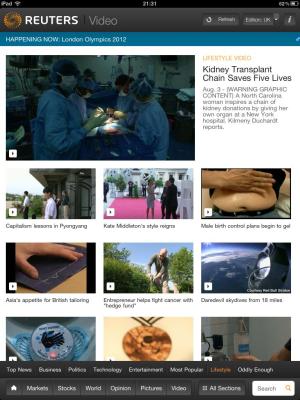 iPad
21:31
62%
REUTERS Video
Refresh
Edition: UK
HAPPENING NOW: London Olympics 2012
LIFESTYLE VIDEO
Kidney Transplant
Chain Saves Five Lives
Aug. 3 - (WARNING GRAPHIC
CONTENT) A North Carolina
woman inspires a chain of
kidney donations by giving
her own organ at a New
York hospital. Kilmeny Duchardt
reports.
Capitalism lessons in Pyongyang
Kate Middleton's style reigns
Male birth control plans begin to gel
Courtesy Red Bull Stratos
Asia's appetite for British tailoring
Entrepreneur helps fight cancer with
"hedge fund"
Daredevil skydives from 18 miles
Top News Business Politics Technology Entertainment Most Popular Lifestyle Oddly Enough
Markets Stocks World Opinion Pictures Video All Sections Search